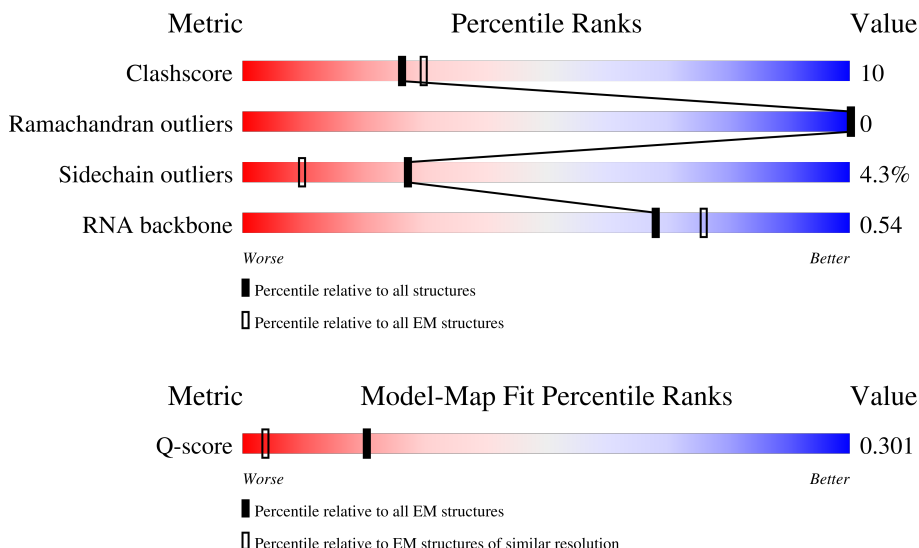 Metric Percentile Ranks Value
Clashscore 10
Ramachandran outliers 0
Sidechain outliers 4.3%
RNA backbone 0.54
Worse Better
Percentile relative to all structures
Percentile relative to all EM structures
Metric Model-Map Fit Percentile Ranks Value
Q-score 0.301
Worse Better
Percentile relative to all EM structures
Percentile relative to EM structures of similar resolution